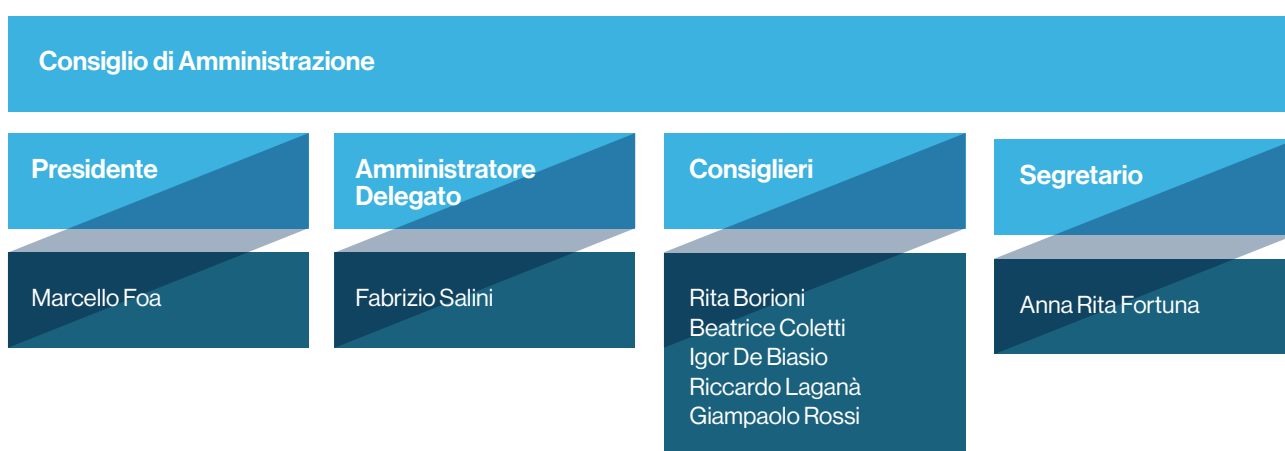 Consiglio di Amministrazione
Presidente
Marcello Foa
Amministratore
Delegato
Fabrizio Salini
Consiglieri
Rita Borioni
Beatrice Coletti
Igor De Biasio
Riccardo Laganà
Giampaolo Rossi
Segretario
Anna Rita Fortuna